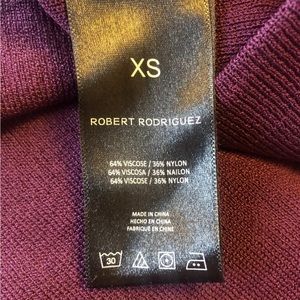 XS
ROBERT RODRIGUEZ
64% VISCOSE / 36% NYLON
64% VISCOSA / 36% NAILON
64% VISCOSE / 36% NYLON
MADE IN CHINA
HECHO EN CHINA
FABRIQUÉ EN CHINE
30